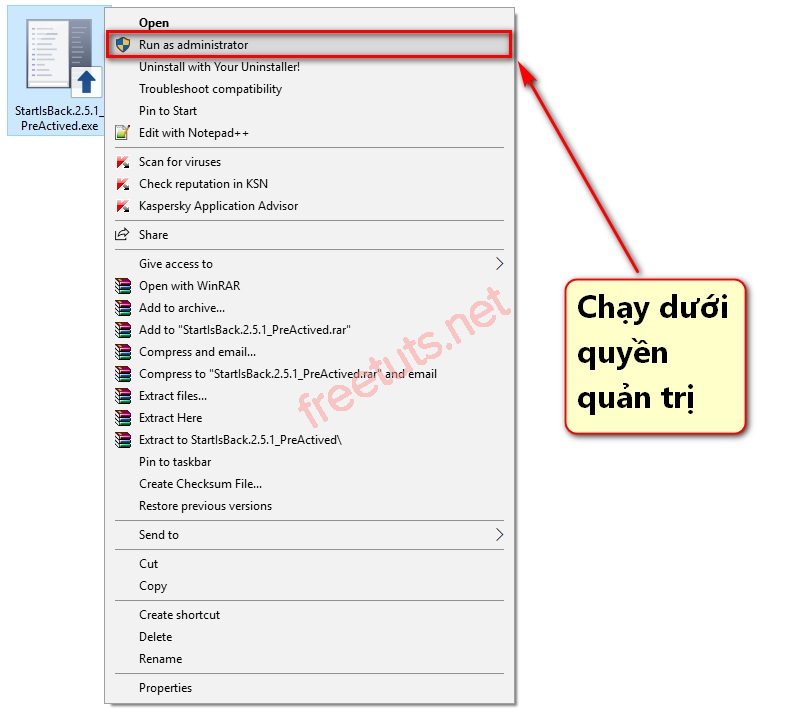 StartIsBack.2.5.1_
PreActived.exe
Open
Run as administrator
Uninstall with Your Uninstaller!
Troubleshoot compatibility
Pin to Start
Edit with Notepad++
Scan for viruses
Check reputation in KSN
Kaspersky Application Advisor
Share
Give access to
Open with WinRAR
Add to archive...
Add to "StartIsBack.2.5.1_PreActived.rar"
Compress and email...
Compress to "StartIsBack.2.5.1_PreActived.rar" and email
Extract files...
Extract Here
Extract to StartIsBack.2.5.1_PreActived\
Pin to taskbar
Create Checksum File...
Restore previous versions
Send to
Cut
Copy
Create shortcut
Delete
Rename
Properties
Chạy dưới
quyền
quản trị
freetuts.net